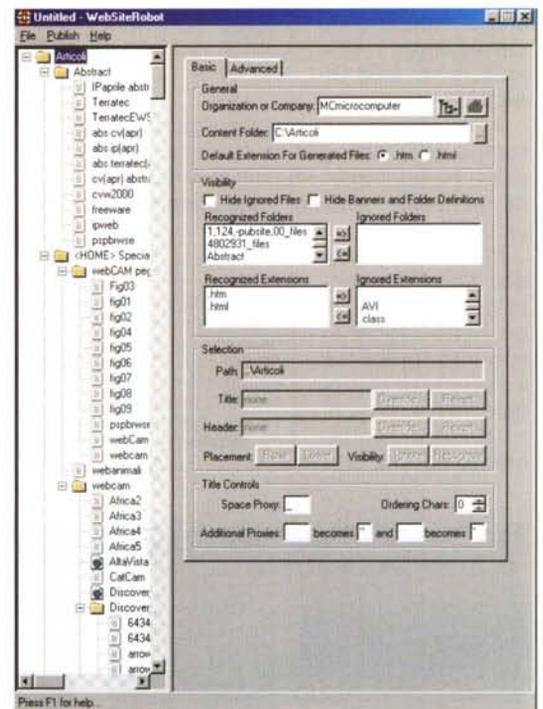 Untitled - WebSiteRobot
File Publish Help
Articoli
Abstract
IPaprile abstr
Terratec
TerratecEWS
abs cv(apr)
abs ip(apr)
abs terratec(
cv(apr) abstr
cvw2000
freeware
ipweb
pspbrwse
<HOME> Specia
webCAM peg
Fig03
fig01
fig02
fig04
fig05
fig06
fig07
fig08
fig09
pspbrwse
webCam
webcam
webanimali
webcam
Africa2
Africa3
Africa4
Africa5
AltaVista
CatCam
Discover
Discover
6434
6434
arrow
arrow
Press F1 for help...
Basic Advanced
General
Organization or Company: MCmicrocomputer
Content Folder: C:\Articoli ...
Default Extension For Generated Files: .htm .html
Visibility
Hide Ignored Files Hide Banners and Folder Definitions
Recognized Folders Ignored Folders
1,124,-pubsite,00_files
4802931_files
Abstract
=>
<=
Recognized Extensions Ignored Extensions
.htm
html
=>
<=
AVI
class
Selection
Path: ..\Articoli
Title: none Override... Revert...
Header: none Override... Revert...
Placement: Raise Lower Visibility: Ignore Recognize
Title Controls
Space Proxy: _ Ordering Chars: 0
Additional Proxies: becomes and becomes